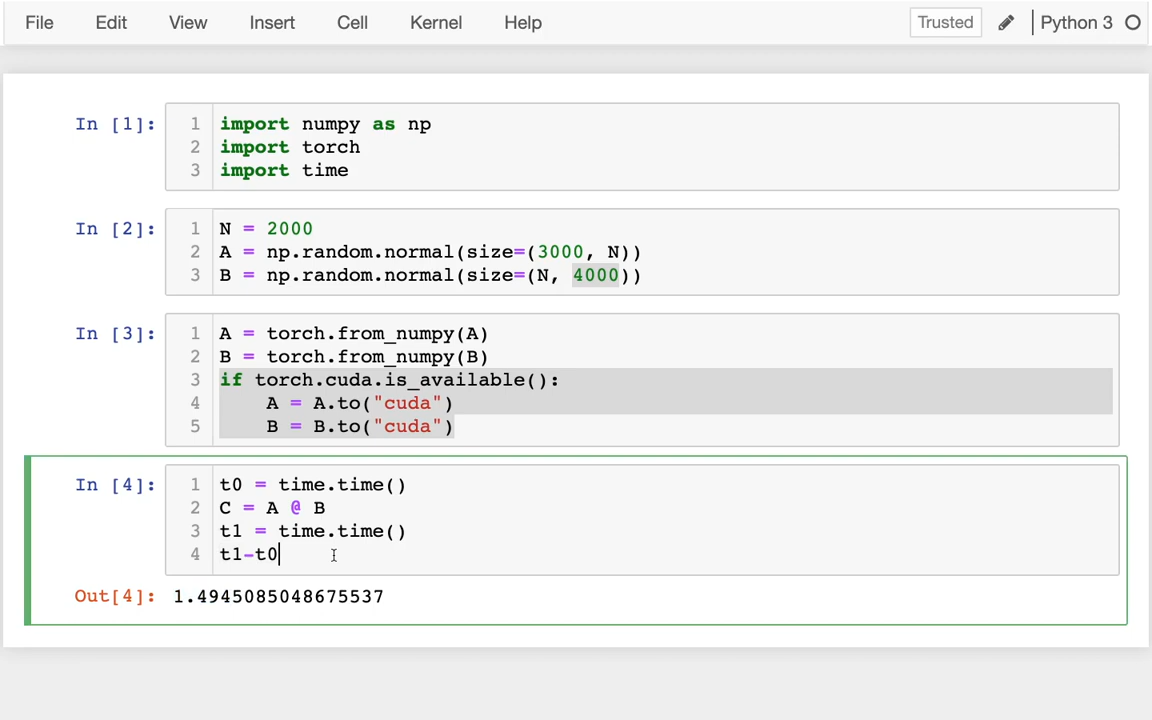 File Edit View Insert Cell Kernel Help Trusted Python 3
In [1]:
1 import numpy as np
2 import torch
3 import time
In [2]:
1 N = 2000
2 A = np.random.normal(size=(3000, N))
3 B = np.random.normal(size=(N, 4000))
In [3]:
1 A = torch.from_numpy(A)
2 B = torch.from_numpy(B)
3 if torch.cuda.is_available():
4     A = A.to("cuda")
5     B = B.to("cuda")
In [4]:
1 t0 = time.time()
2 C = A @ B
3 t1 = time.time()
4 t1-t0
Out[4]: 1.4945085048675537